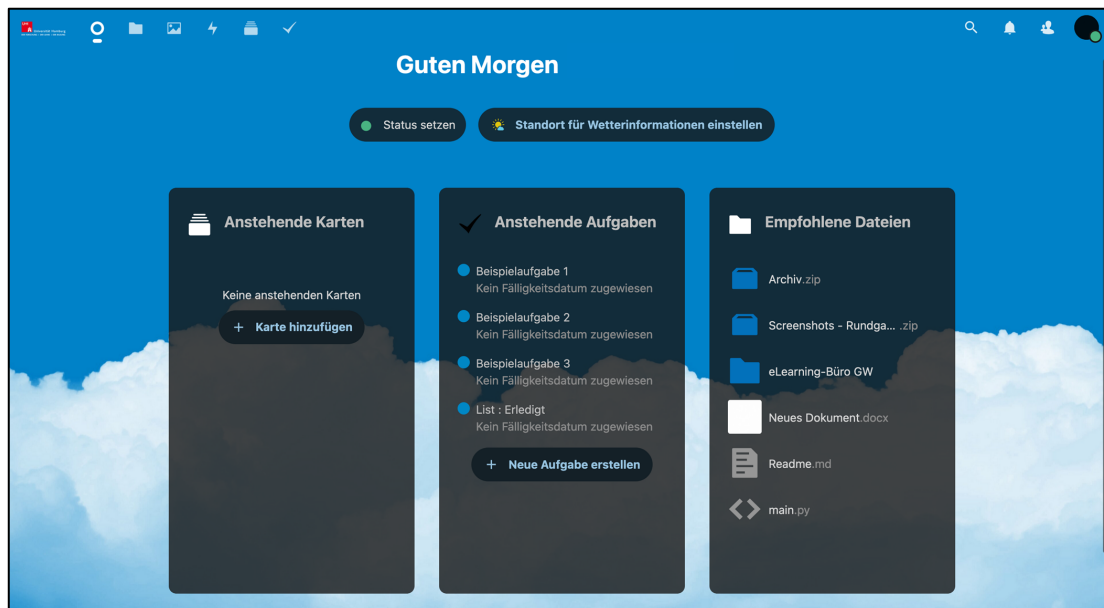 Universität Hamburg
Guten Morgen
Status setzen
Standort für Wetterinformationen einstellen
Anstehende Karten
Keine anstehenden Karten
+ Karte hinzufügen
Anstehende Aufgaben
Beispielaufgabe 1
Kein Fälligkeitsdatum zugewiesen
Beispielaufgabe 2
Kein Fälligkeitsdatum zugewiesen
Beispielaufgabe 3
Kein Fälligkeitsdatum zugewiesen
List : Erledigt
Kein Fälligkeitsdatum zugewiesen
+ Neue Aufgabe erstellen
Empfohlene Dateien
Archiv.zip
Screenshots - Rundga... .zip
eLearning-Büro GW
Neues Dokument.docx
Readme.md
main.py